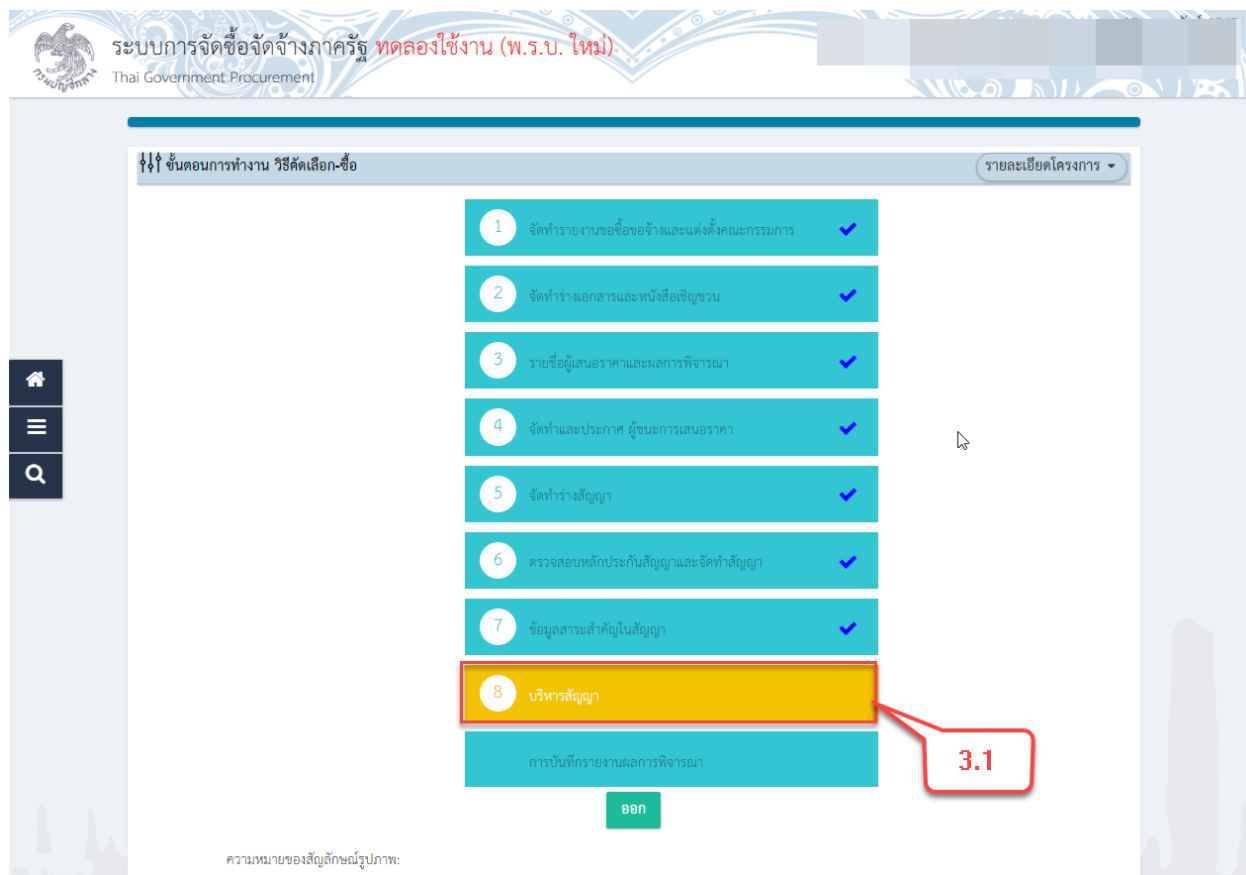 ระบบการจัดซื้อจัดจ้างภาครัฐ ทดลองใช้งาน (พ.ร.บ. ใหม่)
Thai Government Procurement
กรมบัญชีกลาง
ขั้นตอนการทำงาน วิธีคัดเลือก-ซื้อ
รายละเอียดโครงการ
1 จัดทำรายงานขอซื้อขอจ้างและแต่งตั้งคณะกรรมการ
2 จัดทำร่างเอกสารและหนังสือเชิญชวน
3 รายชื่อผู้เสนอราคาและผลการพิจารณา
4 จัดทำและประกาศ ผู้ชนะการเสนอราคา
5 จัดทำร่างสัญญา
6 ตรวจสอบหลักประกันสัญญาและจัดทำสัญญา
7 ข้อมูลสาระสำคัญในสัญญา
8 บริหารสัญญา
การบันทึกรายงานผลการพิจารณา
3.1
ออก
ความหมายของสัญลักษณ์รูปภาพ: